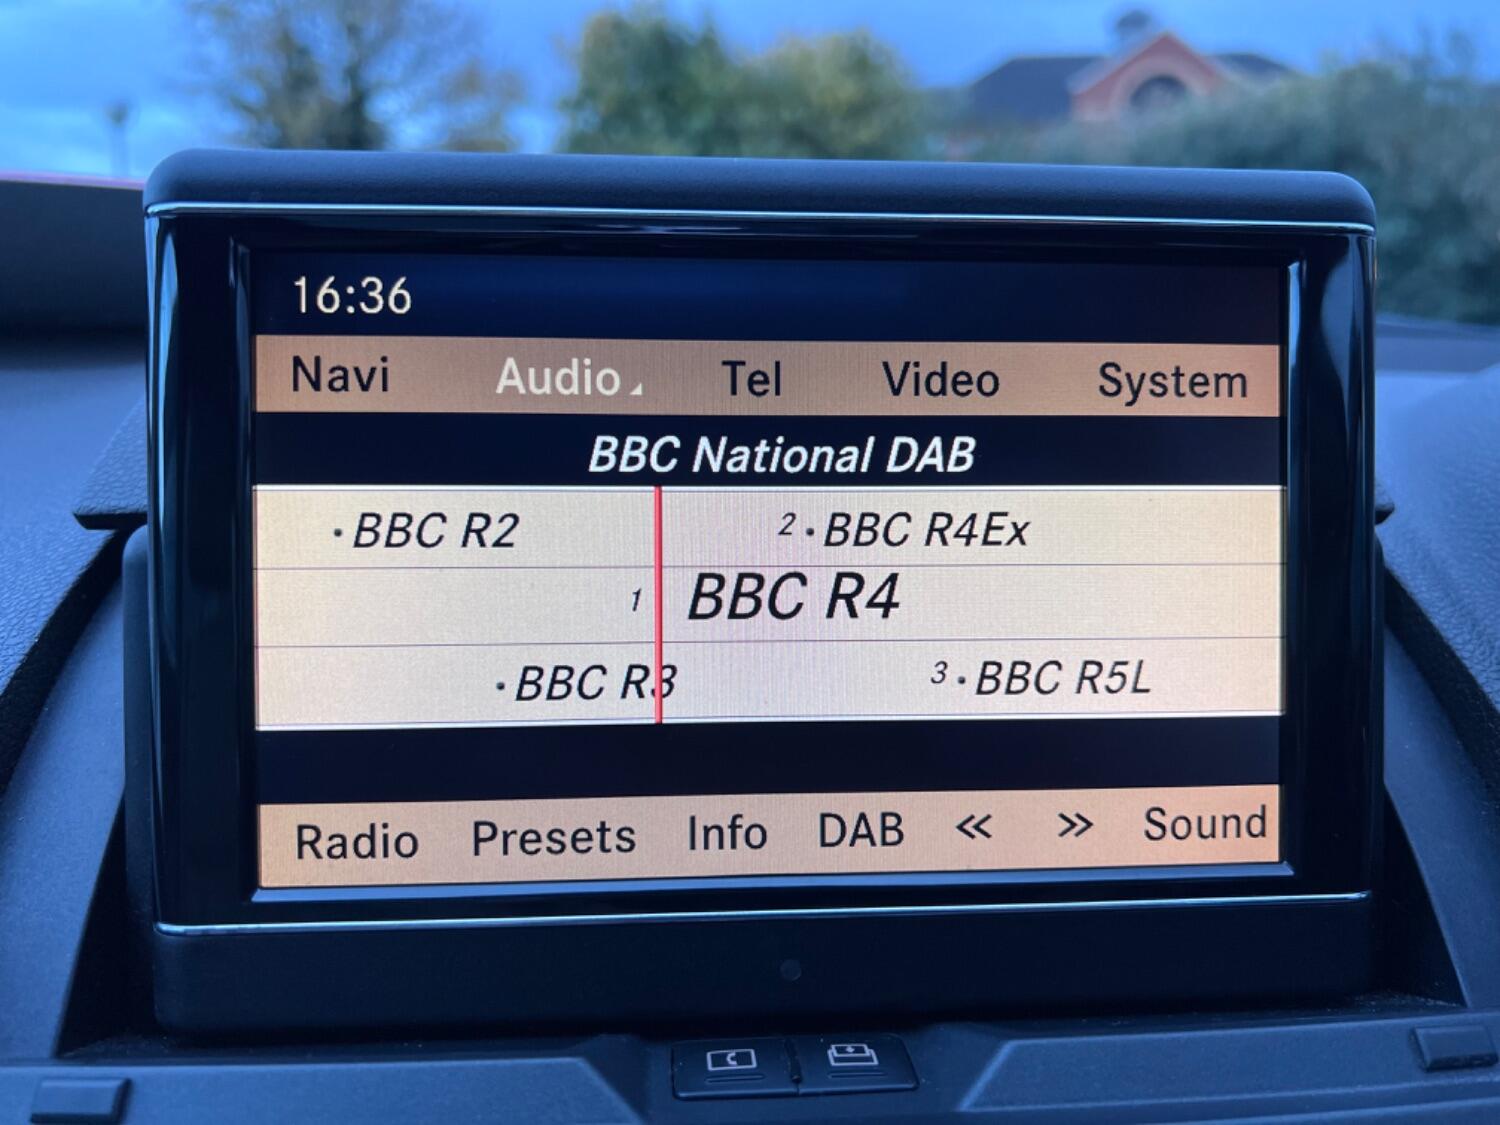 16:36
Navi Audio Tel Video System
BBC National DAB
·BBC R2 2·BBC R4Ex
1 BBC R4
·BBC R3 3·BBC R5L
Radio Presets Info DAB << >> Sound